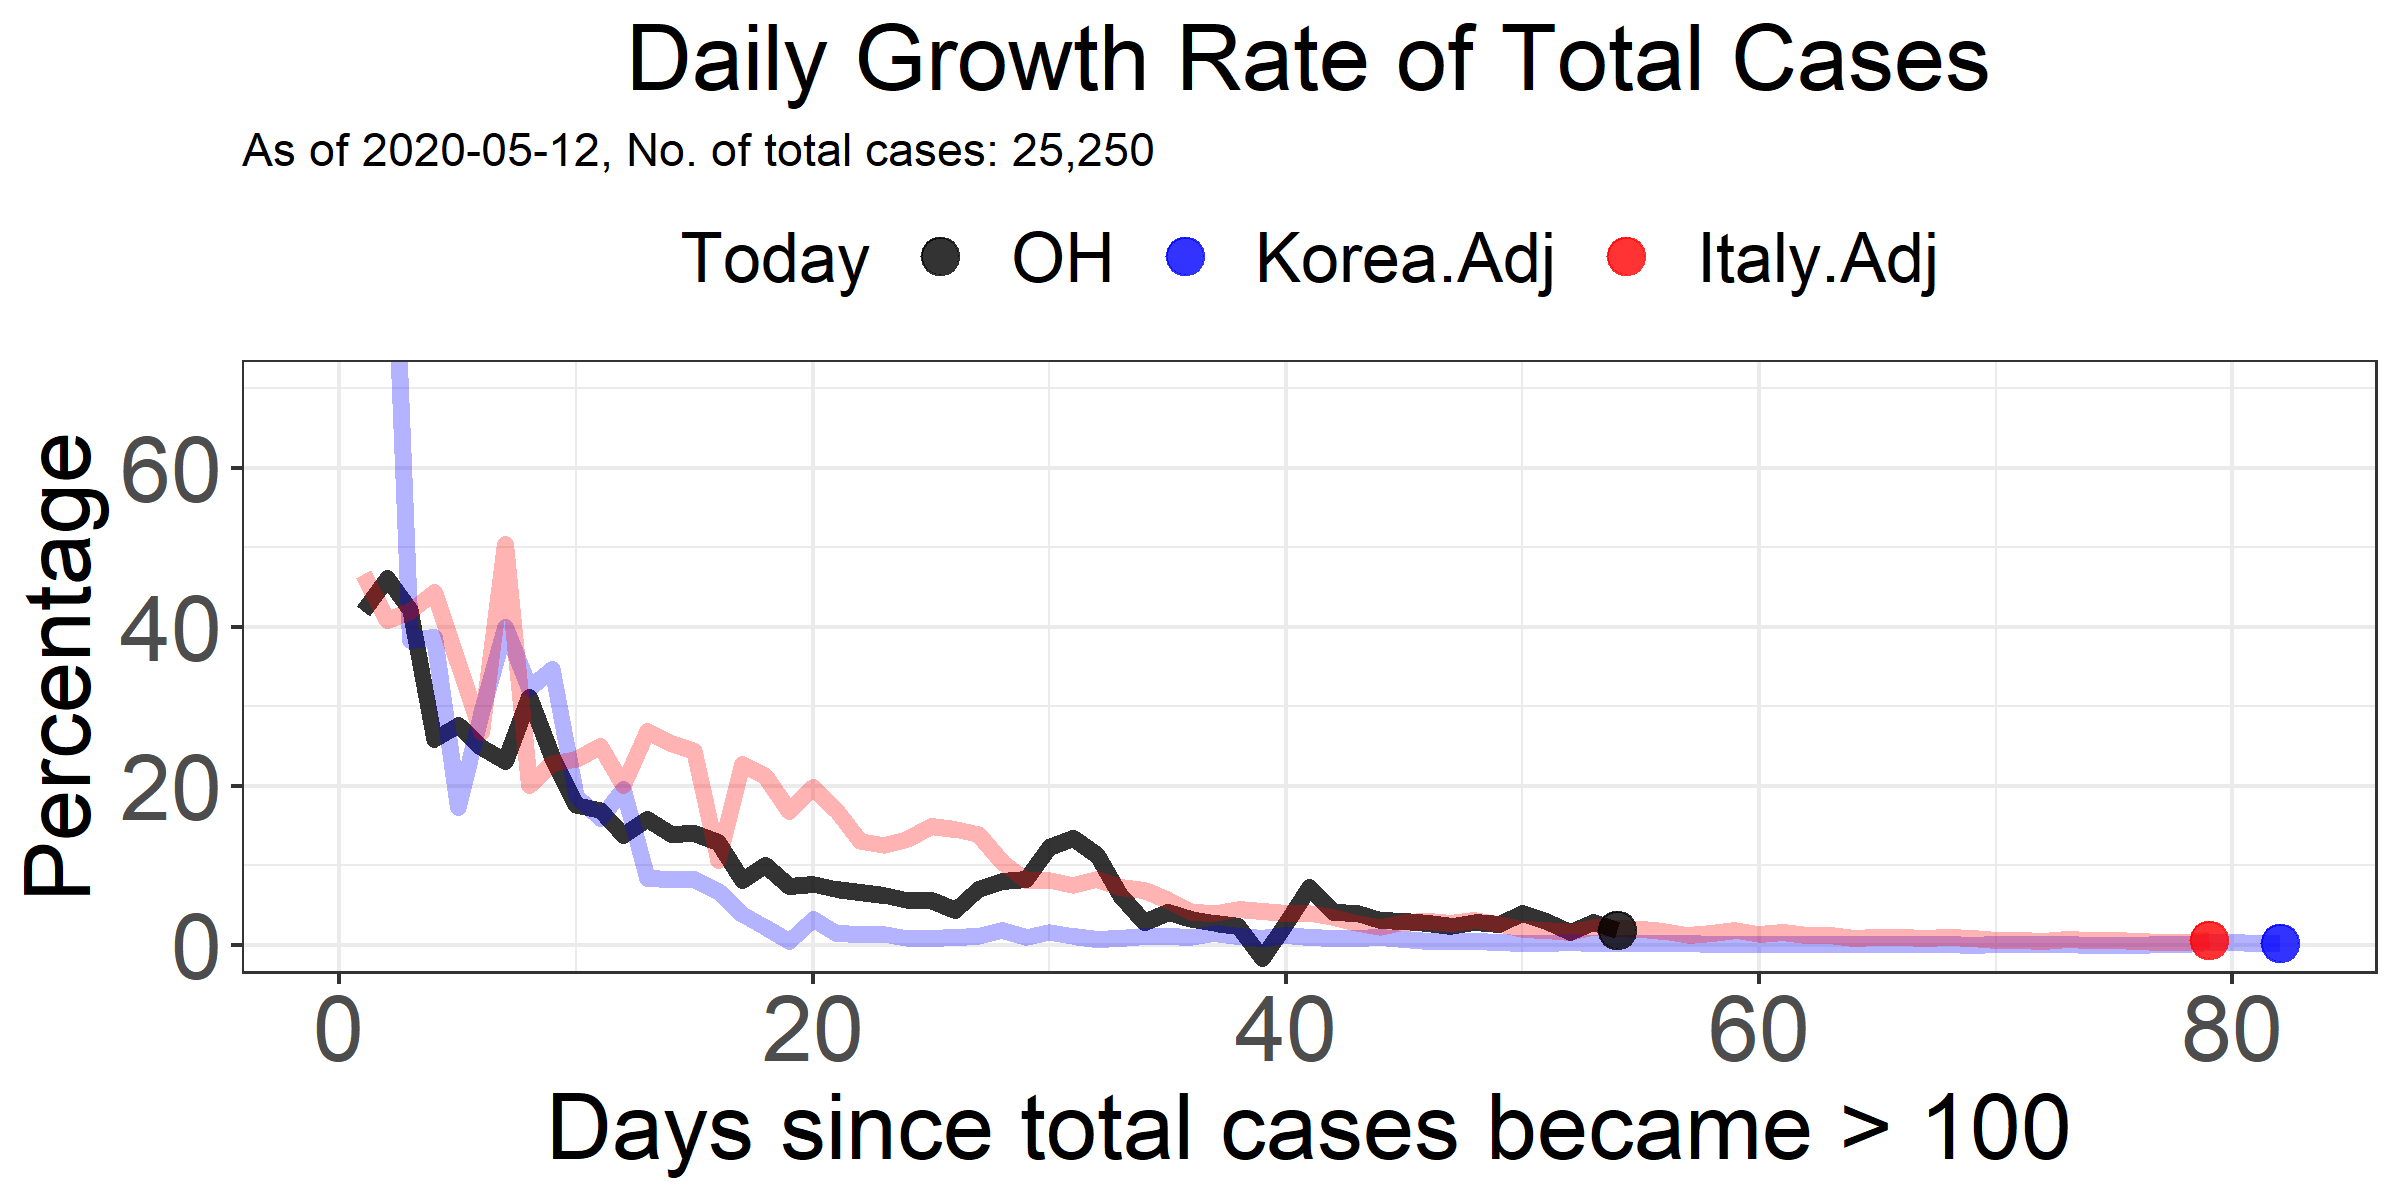 Daily Growth Rate of Total Cases
As of 2020-05-12, No. of total cases: 25,250
Today OH Korea.Adj Italy.Adj
Percentage
60
40
20
0
0 20 40 60 80
Days since total cases became > 100